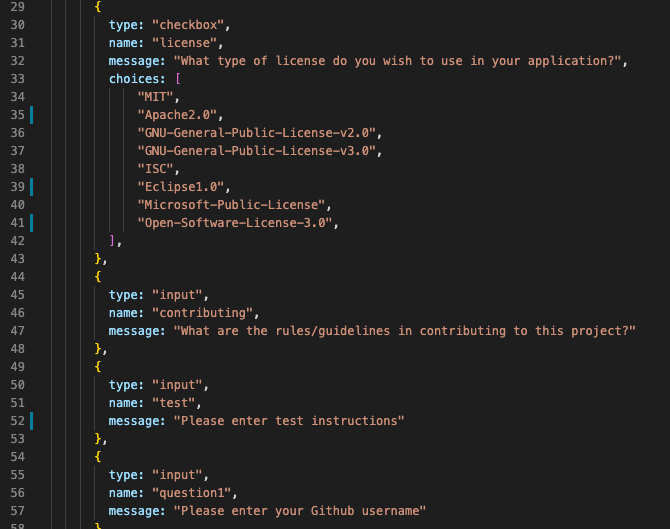 29 {
30 type: "checkbox",
31 name: "license",
32 message: "What type of license do you wish to use in your application?",
33 choices: [
34 "MIT",
35 "Apache2.0",
36 "GNU-General-Public-License-v2.0",
37 "GNU-General-Public-License-v3.0",
38 "ISC",
39 "Eclipse1.0",
40 "Microsoft-Public-License",
41 "Open-Software-License-3.0",
42 ],
43 },
44 {
45 type: "input",
46 name: "contributing",
47 message: "What are the rules/guidelines in contributing to this project?"
48 },
49 {
50 type: "input",
51 name: "test",
52 message: "Please enter test instructions"
53 },
54 {
55 type: "input",
56 name: "question1",
57 message: "Please enter your Github username"
58 }